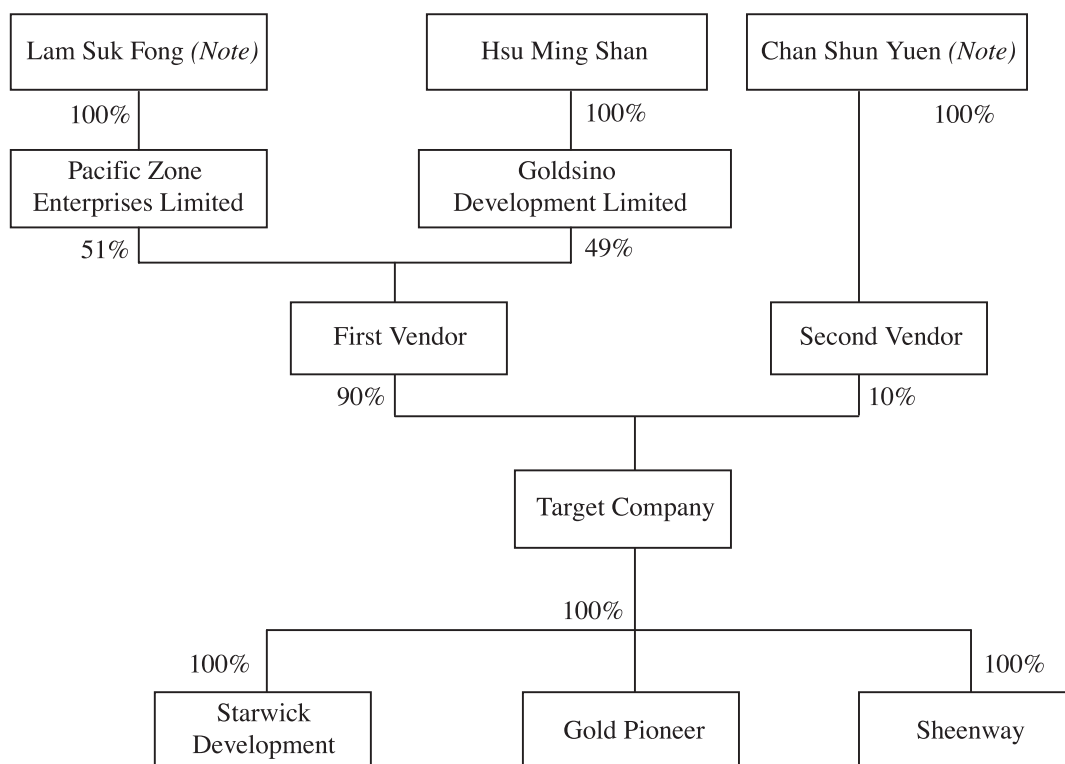 Lam Suk Fong (Note)
Hsu Ming Shan
Chan Shun Yuen (Note)
100%
100%
100%
Pacific Zone
Enterprises Limited
Goldsino
Development Limited
51%
49%
First Vendor
Second Vendor
90%
10%
Target Company
100%
100%
100%
Starwick
Development
Gold Pioneer
Sheenway